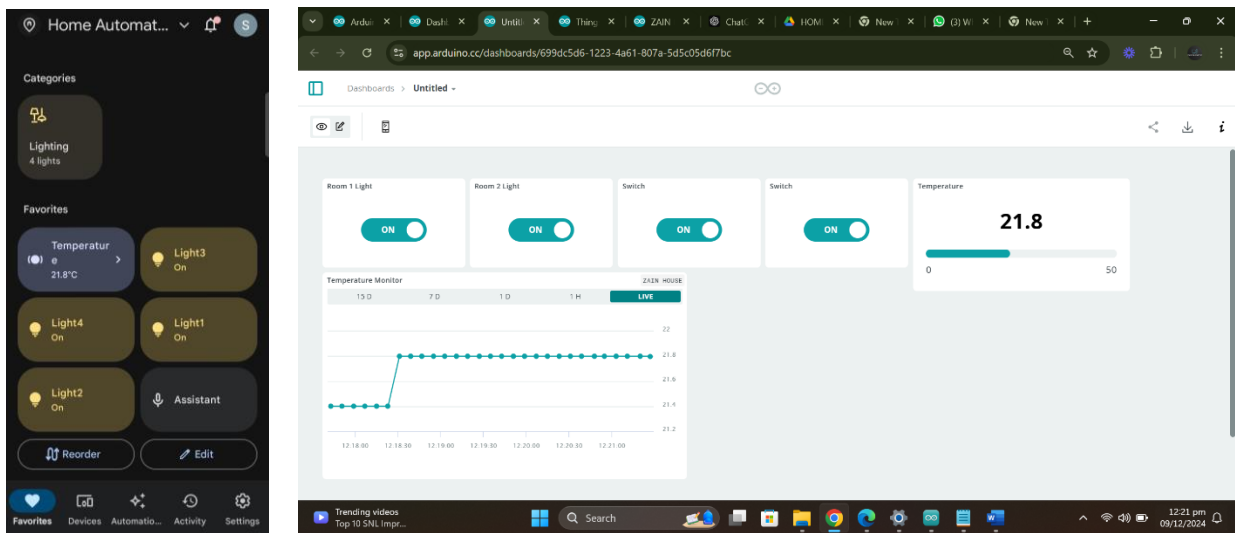 Home Automat...
S
Categories
Lighting
4 lights
Favorites
Temperatur
e
21.8°C
Light3
On
Light4
On
Light1
On
Light2
On
Assistant
Reorder
Edit
Favorites
Devices
Automatio...
Activity
Settings
Arduin
Dashb
Untitl
Thing
ZAIN
ChatG
HOME
New
(3) W
New
app.arduino.cc/dashboards/699dc5d6-1223-4a61-807a-5d5c05d6f7bc
Dashboards > Untitled
Room 1 Light
ON
Room 2 Light
ON
Switch
ON
Switch
ON
Temperature
21.8
0
50
Temperature Monitor
ZAIN HOUSE
15 D
7 D
1 D
1 H
LIVE
22
21.8
21.6
21.4
21.2
12:18:00
12:18:30
12:19:00
12:19:30
12:20:00
12:20:30
12:21:00
Trending videos
Top 10 SNL Impr...
Search
12:21 pm
09/12/2024